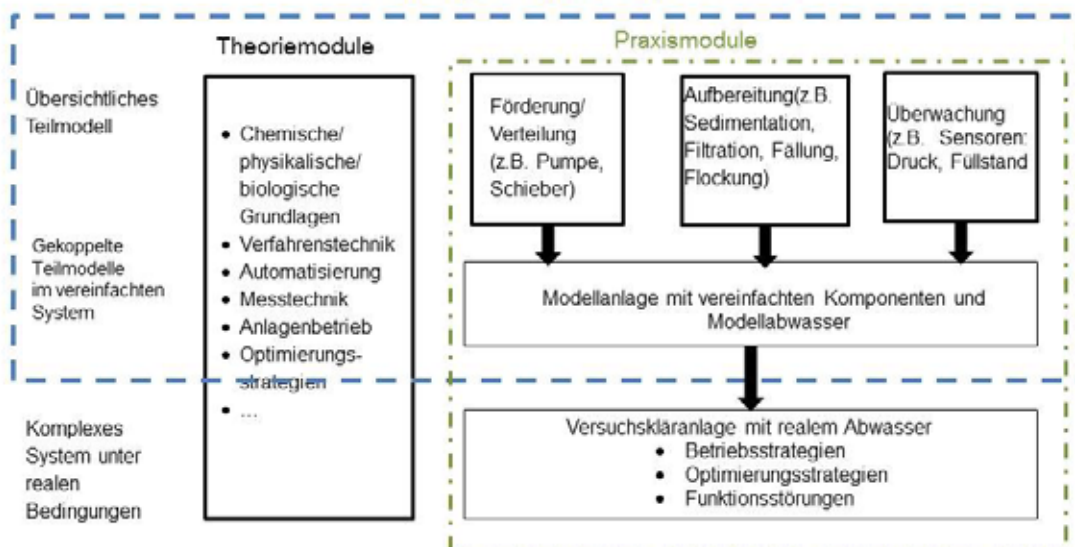 Theoriemodule
Praxismodule
Übersichtliches
Teilmodell
Gekoppelte
Teilmodelle
im vereinfachten
System
Komplexes
System unter
realen
Bedingungen
• Chemische/
physikalische/
biologische
Grundlagen
• Verfahrenstechnik
• Automatisierung
• Messtechnik
• Anlagenbetrieb
• Optimierungs-
strategien
• ...
Förderung/
Verteilung
(z.B. Pumpe,
Schieber)
Aufbereitung(z.B.
Sedimentation,
Filtration, Fällung,
Flockung)
Überwachung
(z.B. Sensoren:
Druck, Füllstand
Modellanlage mit vereinfachten Komponenten und
Modellabwasser
Versuchskläranlage mit realem Abwasser
• Betriebsstrategien
• Optimierungsstrategien
• Funktionsstörungen